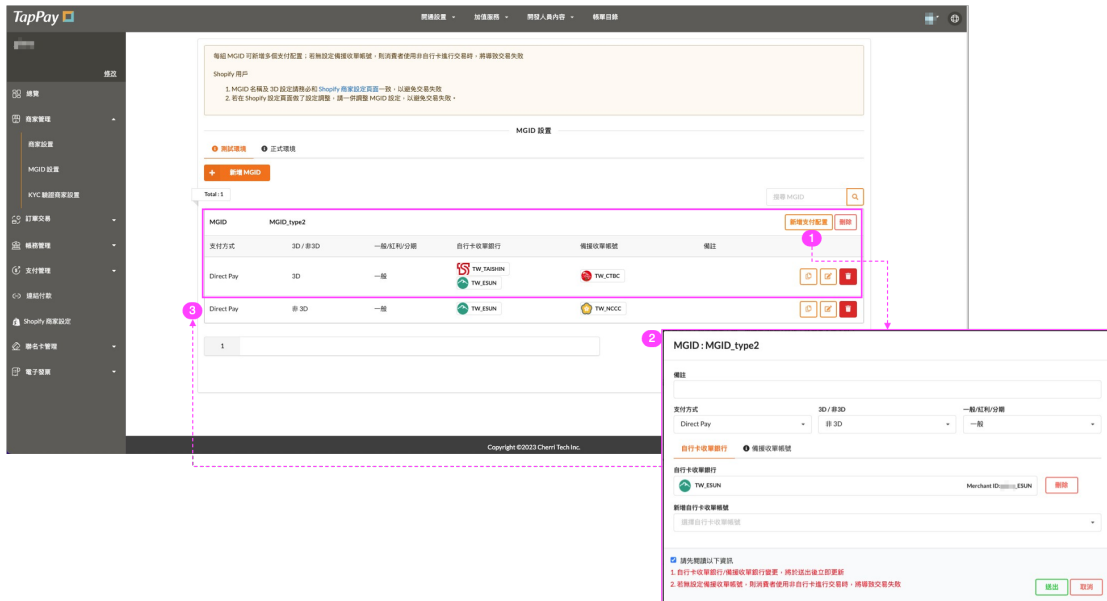 TapPay
開通設置
加值服務
開發人員內容
帳單目錄
修改
總覽
商家管理
商家設置
MGID 設置
KYC 驗證商家設置
訂單交易
帳務管理
支付管理
連結付款
Shopify 商家設定
聯名卡管理
電子發票
每組 MGID 可新增多個支付配置；若無設定備援收單帳號，則消費者使用非自行卡進行交易時，將導致交易失敗
Shopify 用戶
1. MGID 名稱及 3D 設定請務必和 Shopify 商家設定頁面一致，以避免交易失敗
2. 若在 Shopify 設定頁面做了設定調整，請一併調整 MGID 設定，以避免交易失敗。
MGID 設置
測試環境
正式環境
+ 新增 MGID
Total : 1
搜尋 MGID
MGID MGID_type2 新增支付配置 刪除
1
支付方式 3D / 非3D 一般/紅利/分期 自行卡收單銀行 備援收單帳號 備註
Direct Pay 3D 一般 TW_TAISHIN TW_CTBC
TW_ESUN
3
Direct Pay 非 3D 一般 TW_ESUN TW_NCCC
1
Copyright ©2023 Cherri Tech Inc.
2
MGID : MGID_type2
備註
支付方式 3D / 非3D 一般/紅利/分期
Direct Pay 非 3D 一般
自行卡收單銀行 備援收單帳號
自行卡收單銀行
TW_ESUN Merchant ID: _ESUN 刪除
新增自行卡收單帳號
選擇自行卡收單帳號
請先閱讀以下資訊
1. 自行卡收單銀行/備援收單銀行變更，將於送出後立即更新
2. 若無設定備援收單帳號，則消費者使用非自行卡進行交易時，將導致交易失敗
送出 取消